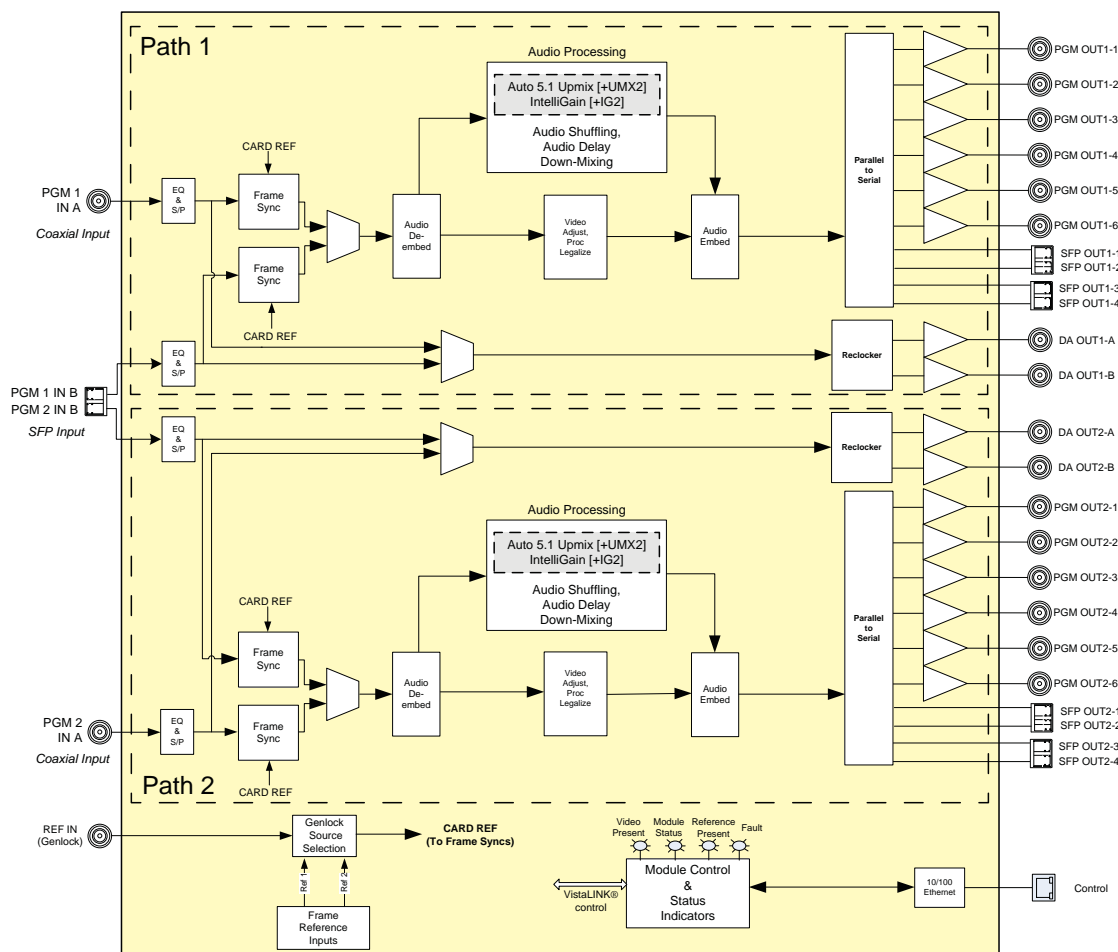 Path 1
Audio Processing
Auto 5.1 Upmix [+UMX2]
IntelliGain [+IG2]
Audio Shuffling,
Audio Delay
Down-Mixing
CARD REF
PGM 1
IN A
Coaxial Input
EQ
&
S/P
Frame
Sync
Frame
Sync
CARD REF
Audio
De-
embed
Video
Adjust,
Proc
Legalize
Audio
Embed
Parallel
to
Serial
PGM OUT1-1
PGM OUT1-2
PGM OUT1-3
PGM OUT1-4
PGM OUT1-5
PGM OUT1-6
SFP OUT1-1
SFP OUT1-2
SFP OUT1-3
SFP OUT1-4
EQ
&
S/P
Reclocker
DA OUT1-A
DA OUT1-B
PGM 1 IN B
PGM 2 IN B
SFP Input
EQ
&
S/P
Reclocker
DA OUT2-A
DA OUT2-B
Audio Processing
Auto 5.1 Upmix [+UMX2]
IntelliGain [+IG2]
Audio Shuffling,
Audio Delay
Down-Mixing
CARD REF
Frame
Sync
Frame
Sync
CARD REF
PGM 2
IN A
Coaxial Input
EQ
&
S/P
Audio
De-
embed
Video
Adjust,
Proc
Legalize
Audio
Embed
Parallel
to
Serial
PGM OUT2-1
PGM OUT2-2
PGM OUT2-3
PGM OUT2-4
PGM OUT2-5
PGM OUT2-6
SFP OUT2-1
SFP OUT2-2
SFP OUT2-3
SFP OUT2-4
Path 2
REF IN
(Genlock)
Genlock
Source
Selection
CARD REF
(To Frame Syncs)
Ref 1
Ref 2
Frame
Reference
Inputs
Video
Present
Module
Status
Reference
Present
Fault
VistaLINK®
control
Module Control
&
Status
Indicators
10/100
Ethernet
Control